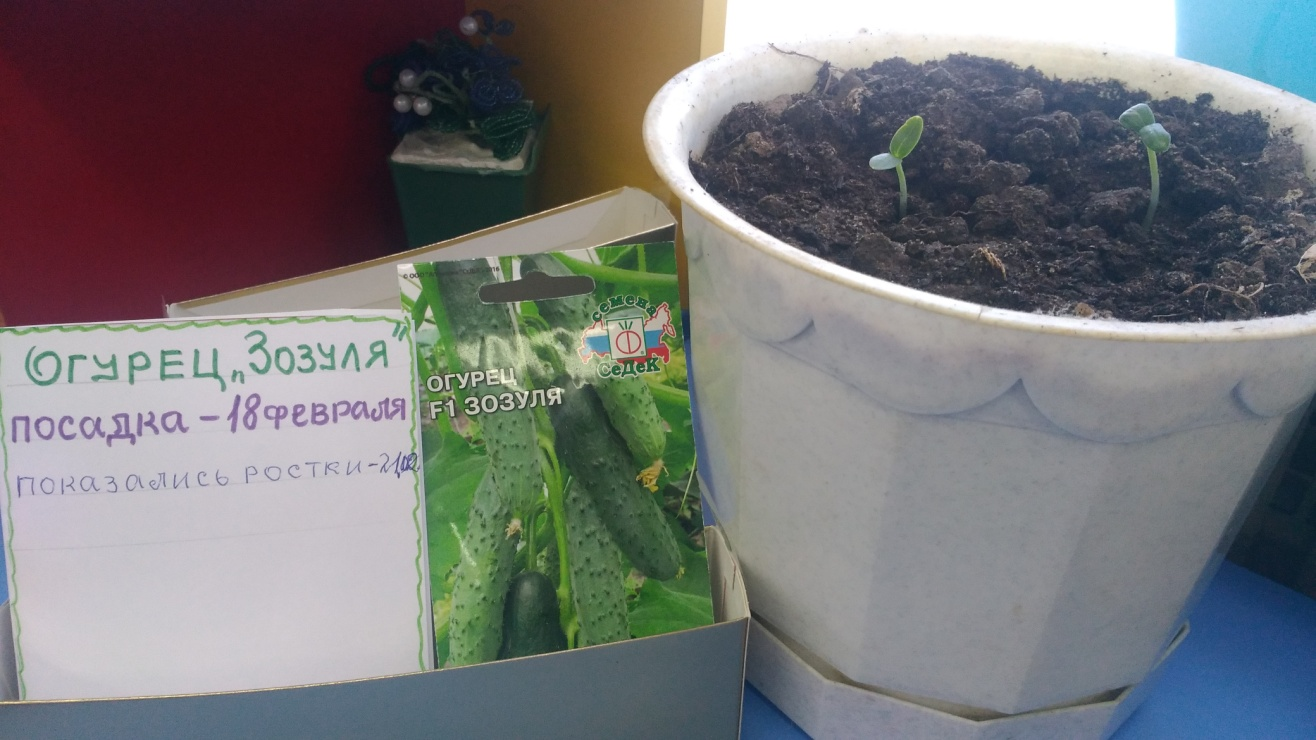 ОГУРЕЦ „ЗОЗУЛЯ"
ПОСАДКА – 18 ФЕВРАЛЯ
ПОКАЗАЛИСЬ РОСТКИ – 21.02
семена
СеДеК
ОГУРЕЦ
F1 ЗОЗУЛЯ